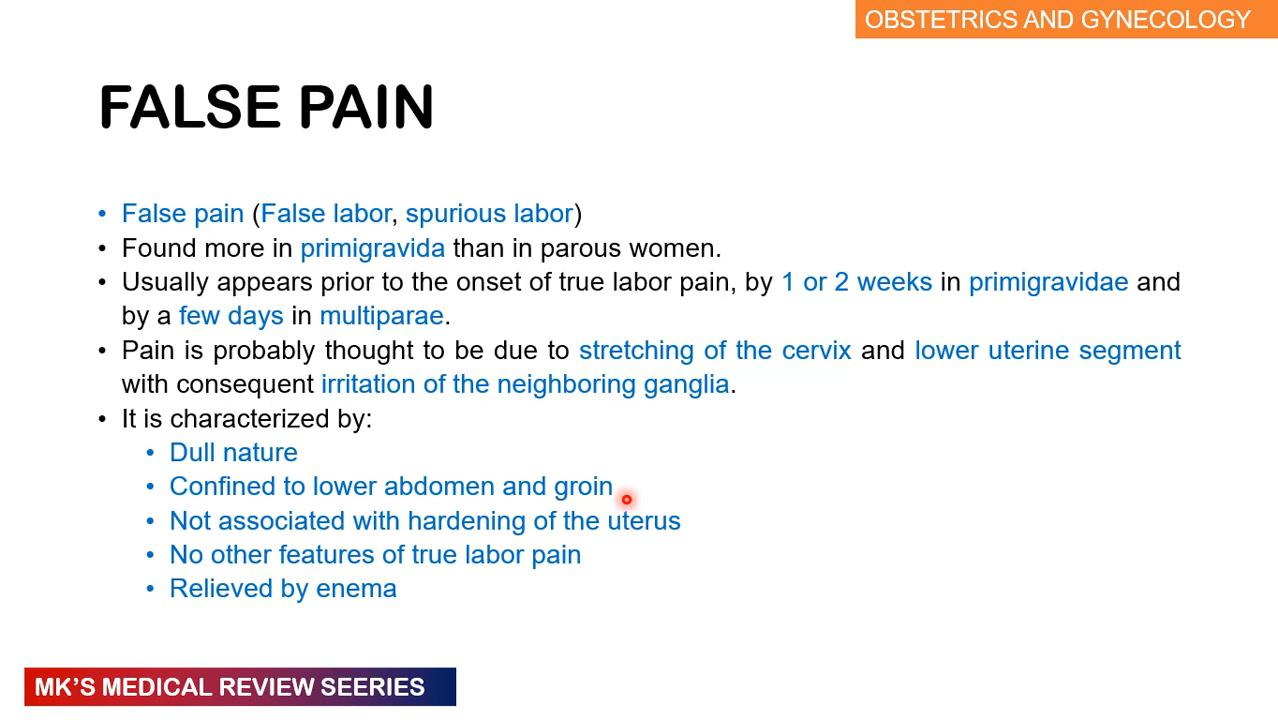 OBSTETRICS AND GYNECOLOGY
FALSE PAIN
• False pain (False labor, spurious labor)
• Found more in primigravida than in parous women.
• Usually appears prior to the onset of true labor pain, by 1 or 2 weeks in primigravidae and
by a few days in multiparae.
• Pain is probably thought to be due to stretching of the cervix and lower uterine segment
with consequent irritation of the neighboring ganglia.
• It is characterized by:
• Dull nature
• Confined to lower abdomen and groin
• Not associated with hardening of the uterus
• No other features of true labor pain
• Relieved by enema
MK'S MEDICAL REVIEW SEERIES